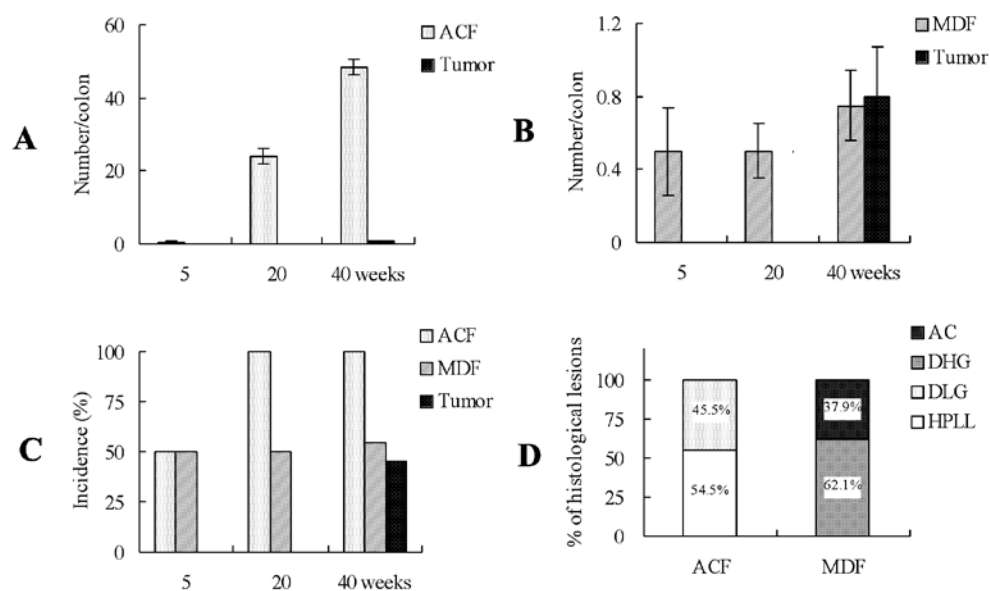 A
Number/colon
60
40
20
0
5
20
40 weeks
ACF
Tumor
B
Number/colon
1.2
0.8
0.4
0
5
20
40 weeks
MDF
Tumor
C
Incidence (%)
100
75
50
25
0
5
20
40 weeks
ACF
MDF
Tumor
D
% of histological lesions
100
75
50
25
0
45.5%
54.5%
37.9%
62.1%
ACF
MDF
AC
DHG
DLG
HPLL